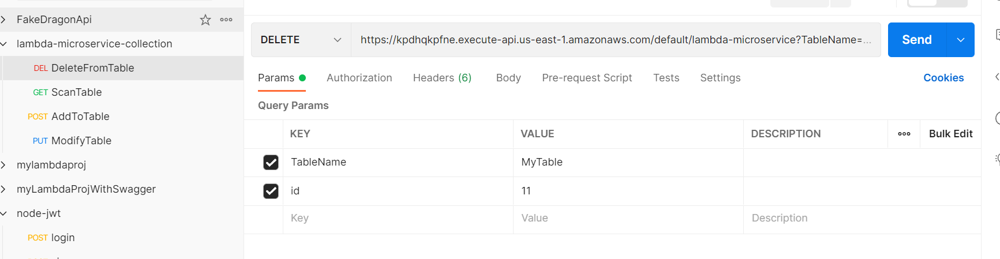 FakeDragonApi
lambda-microservice-collection
DEL DeleteFromTable
GET ScanTable
POST AddToTable
PUT ModifyTable
mylambdaproj
myLambdaProjWithSwagger
node-jwt
POST login
DELETE
https://kpdhqkpfne.execute-api.us-east-1.amazonaws.com/default/lambda-microservice?TableName=...
Send
Params
Authorization
Headers (6)
Body
Pre-request Script
Tests
Settings
Cookies
Query Params
KEY VALUE DESCRIPTION ooo Bulk Edit
TableName MyTable
id 11
Key Value Description